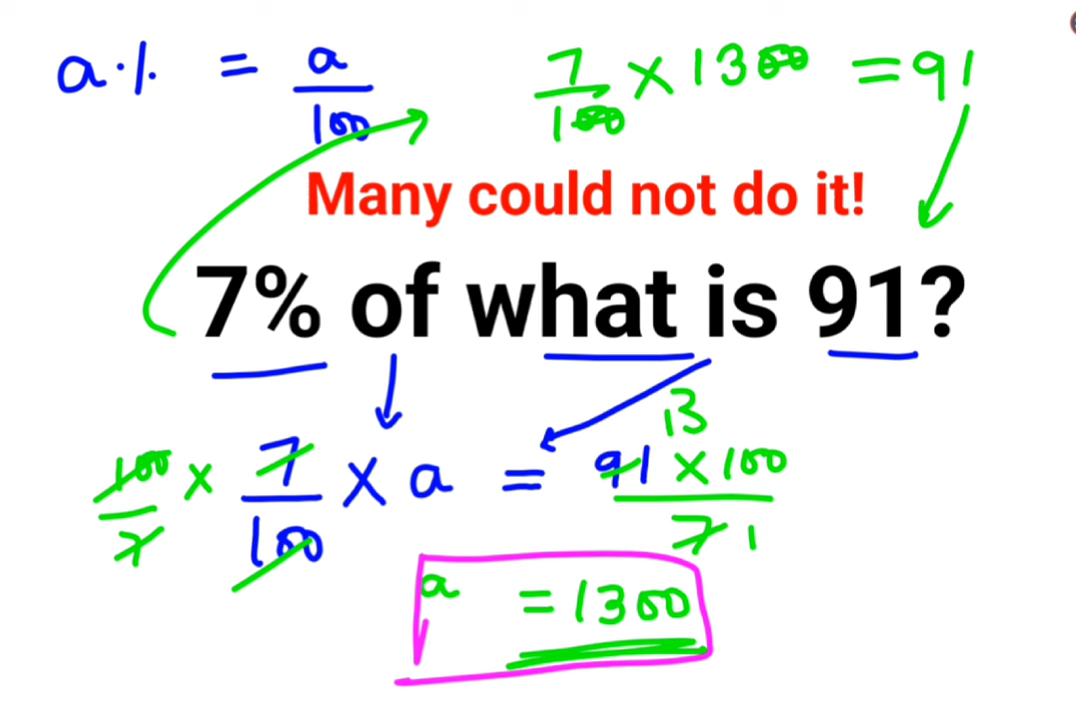 a % = a/100
7/100 × 1300 = 91
Many could not do it!
7% of what is 91?
13
100/7 × 7/100 × a = 91 × 100/7 1
a = 1300